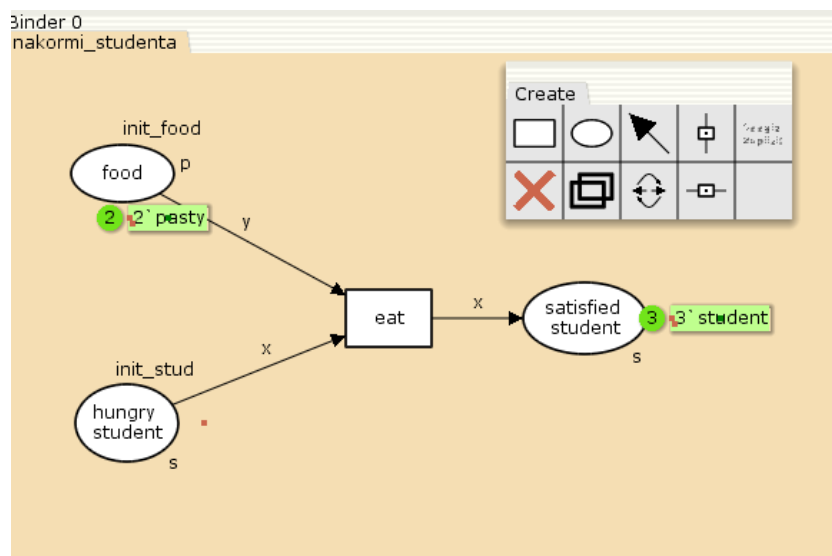 Binder 0
nakormi_studenta
Create
init_food
food
p
2
2`pasty
y
eat
x
satisfied
student
3
3`student
s
x
init_stud
hungry
student
s